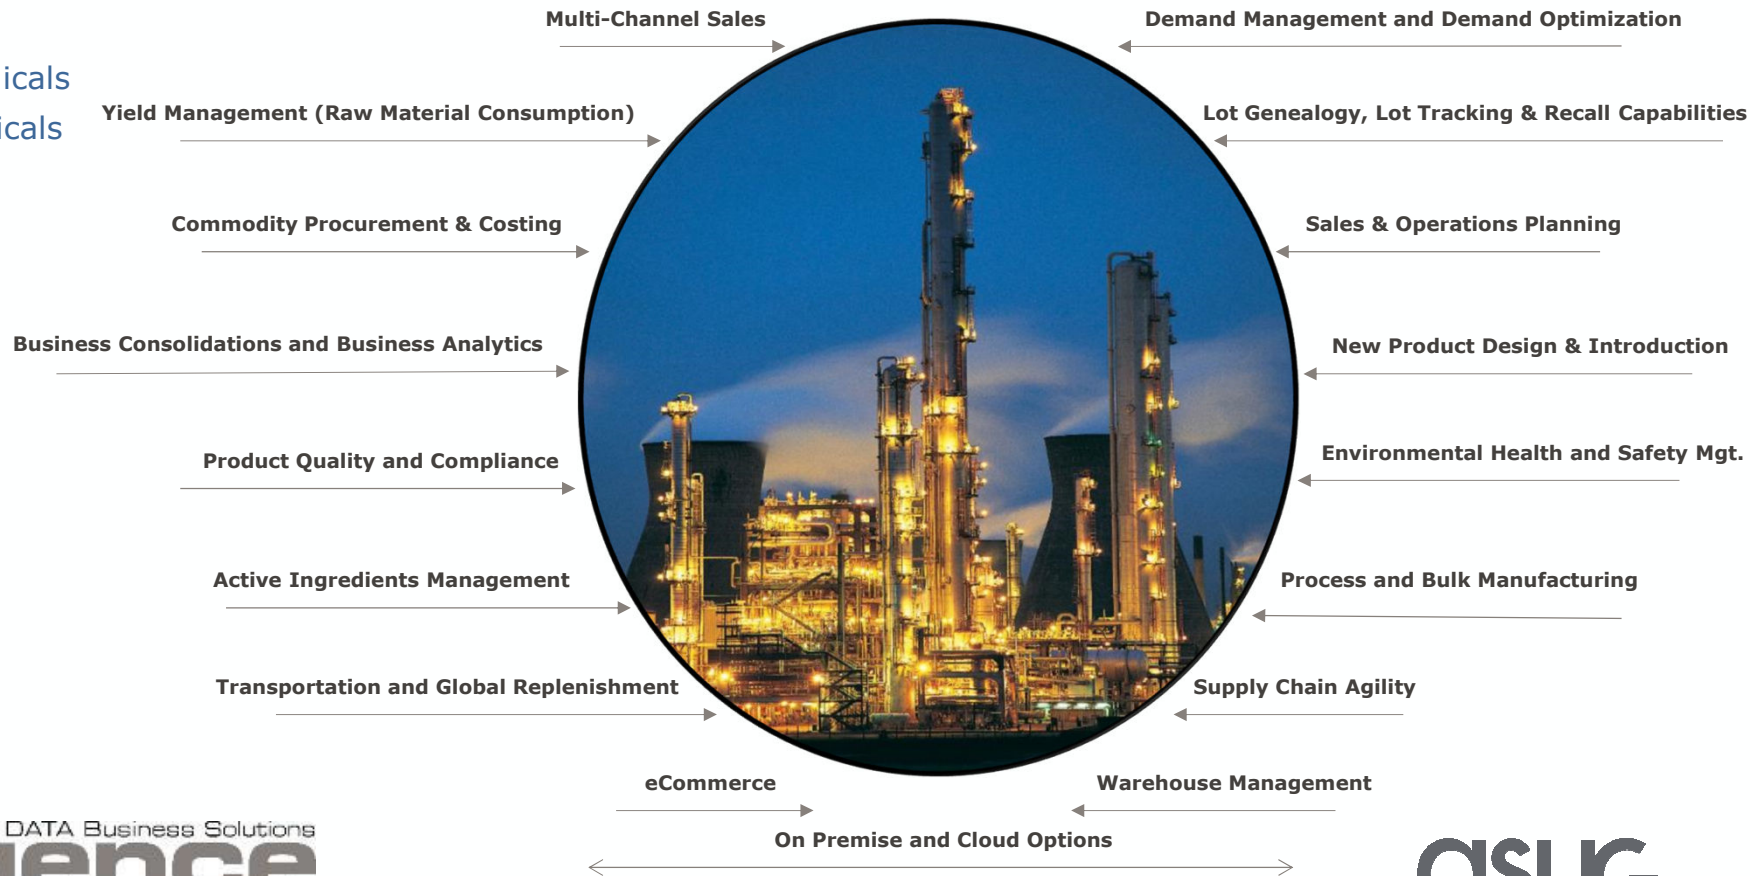 Multi-Channel Sales
Demand Management and Demand Optimization
icals
icals
Yield Management (Raw Material Consumption)
Lot Genealogy, Lot Tracking & Recall Capabilities
Commodity Procurement & Costing
Sales & Operations Planning
Business Consolidations and Business Analytics
New Product Design & Introduction
Product Quality and Compliance
Environmental Health and Safety Mgt.
Active Ingredients Management
Process and Bulk Manufacturing
Transportation and Global Replenishment
Supply Chain Agility
eCommerce
Warehouse Management
On Premise and Cloud Options
DATA Business Solutions
ence
asug